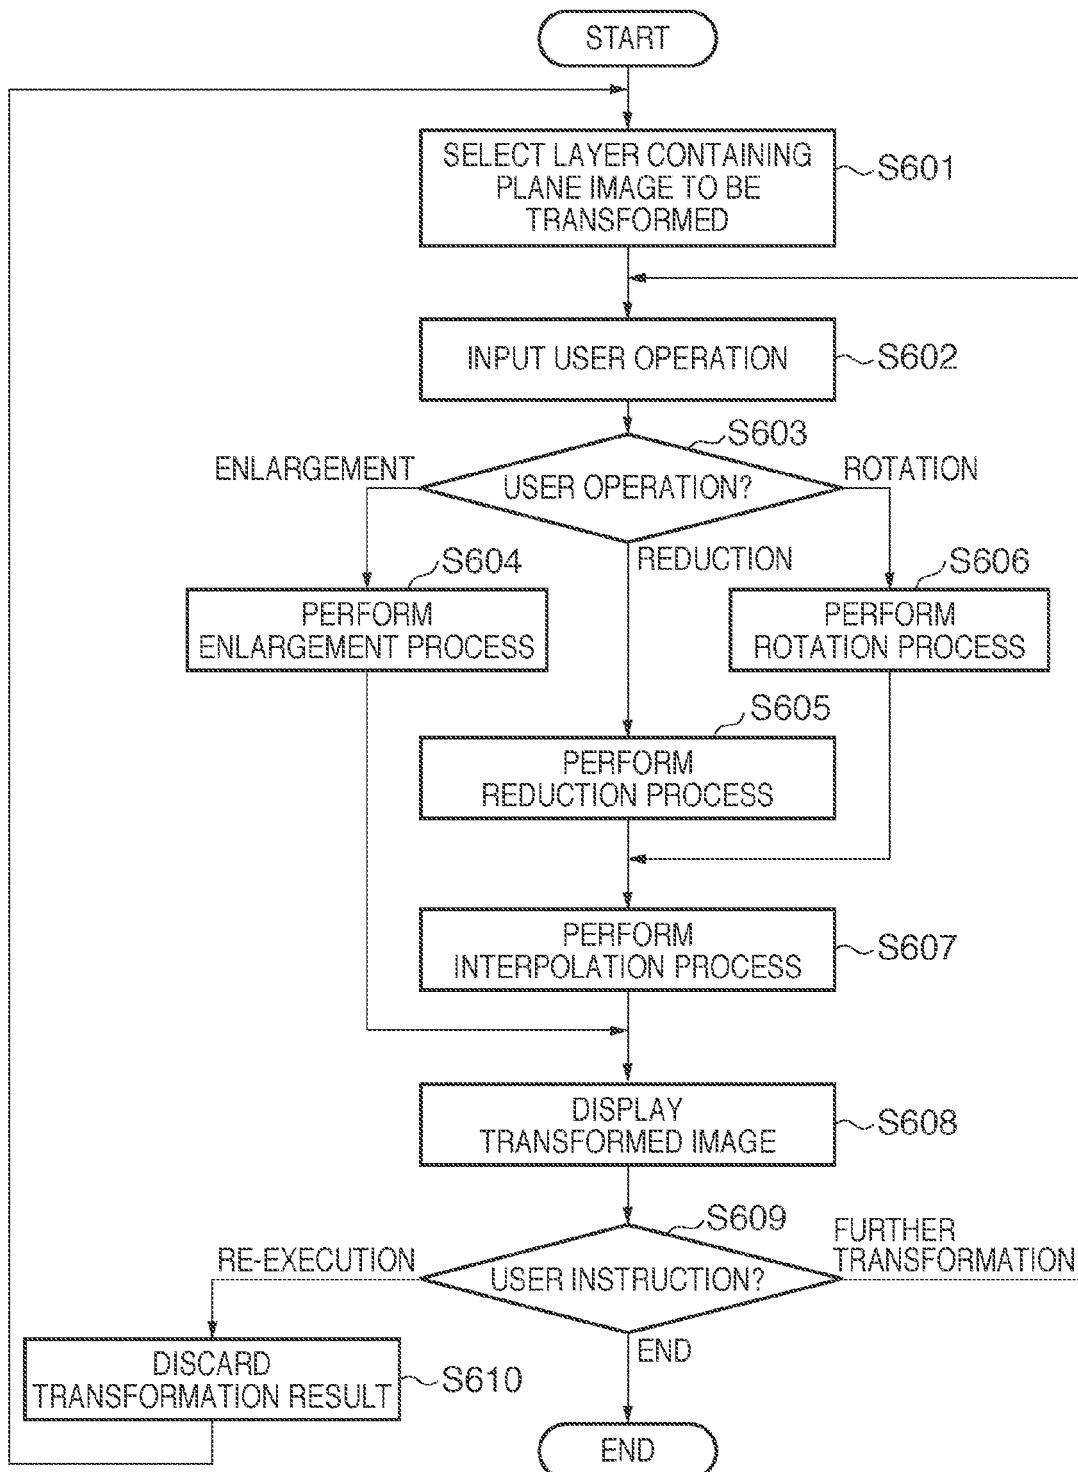 START
SELECT LAYER CONTAINING
PLANE IMAGE TO BE
TRANSFORMED
S601
INPUT USER OPERATION
S602
S603
ENLARGEMENT
USER OPERATION?
ROTATION
REDUCTION
S604
S606
PERFORM
ENLARGEMENT PROCESS
PERFORM
ROTATION PROCESS
S605
PERFORM
REDUCTION PROCESS
PERFORM
INTERPOLATION PROCESS
S607
DISPLAY
TRANSFORMED IMAGE
S608
S609
RE-EXECUTION
USER INSTRUCTION?
FURTHER
TRANSFORMATION
END
DISCARD
TRANSFORMATION RESULT
S610
END